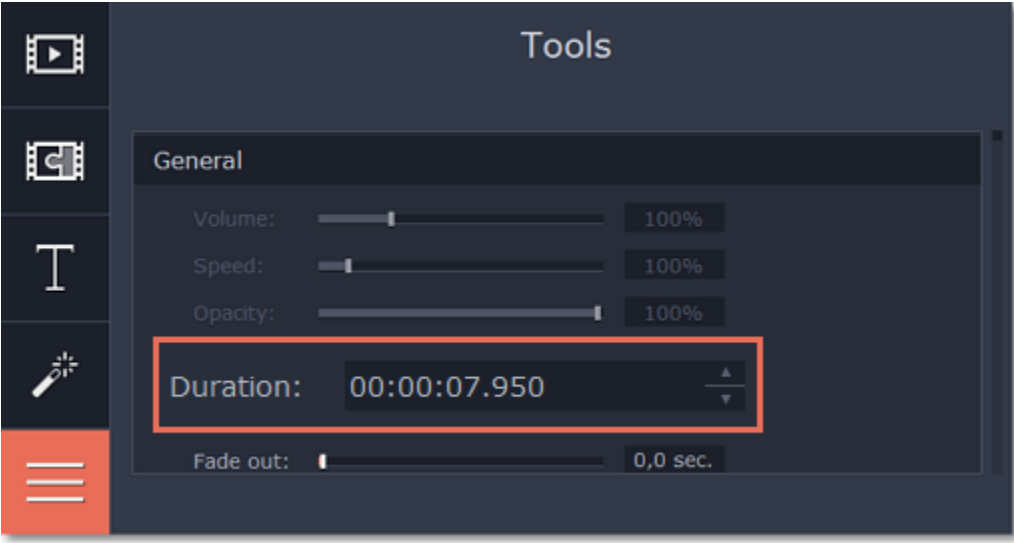 Tools
General
Volume: 100%
Speed: 100%
Opacity: 100%
Duration: 00:00:07.950
Fade out: 0,0 sec.